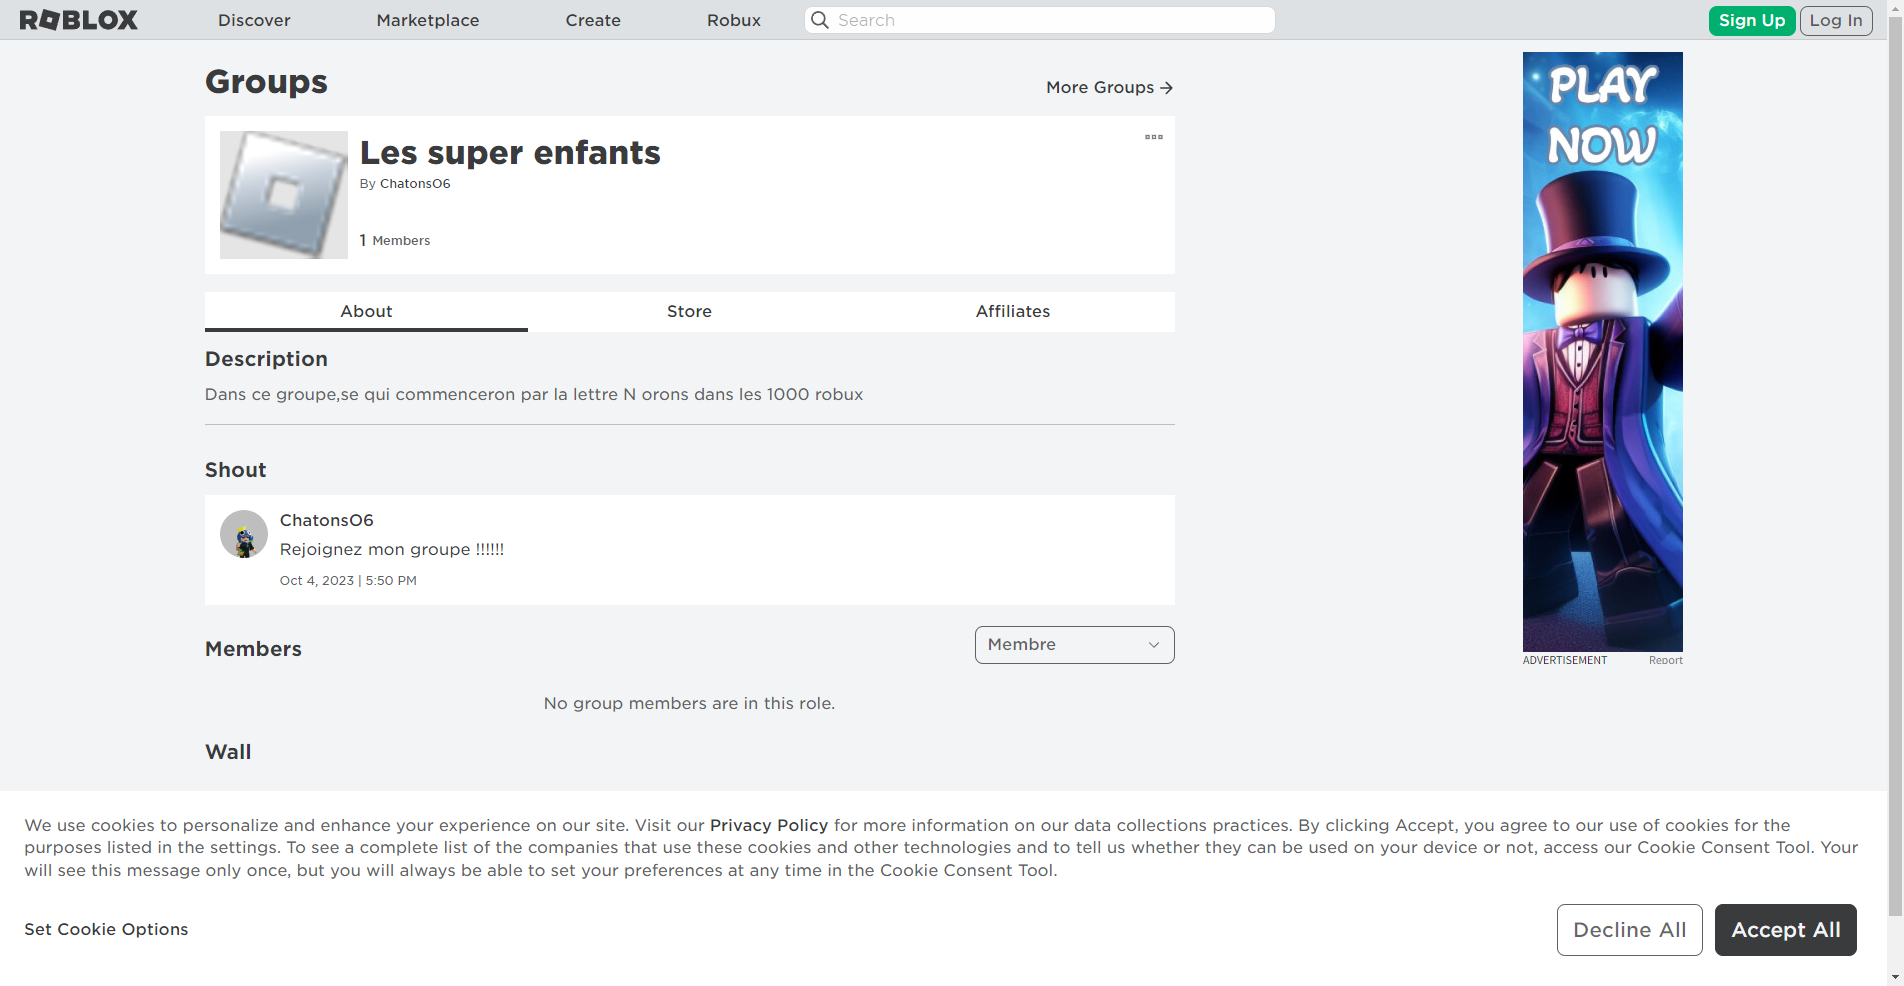 ROBLOX
Discover
Marketplace
Create
Robux
Search
Sign Up
Log In
Groups
More Groups →
Les super enfants
By ChatonsO6
1 Members
About
Store
Affiliates
Description
Dans ce groupe,se qui commenceron par la lettre N orons dans les 1000 robux
Shout
ChatonsO6
Rejoignez mon groupe !!!!!!
Oct 4, 2023 | 5:50 PM
Members
Membre
No group members are in this role.
Wall
PLAY
NOW
ADVERTISEMENT
Report
We use cookies to personalize and enhance your experience on our site. Visit our Privacy Policy for more information on our data collections practices. By clicking Accept, you agree to our use of cookies for the
purposes listed in the settings. To see a complete list of the companies that use these cookies and other technologies and to tell us whether they can be used on your device or not, access our Cookie Consent Tool. Your
will see this message only once, but you will always be able to set your preferences at any time in the Cookie Consent Tool.
Set Cookie Options
Decline All
Accept All